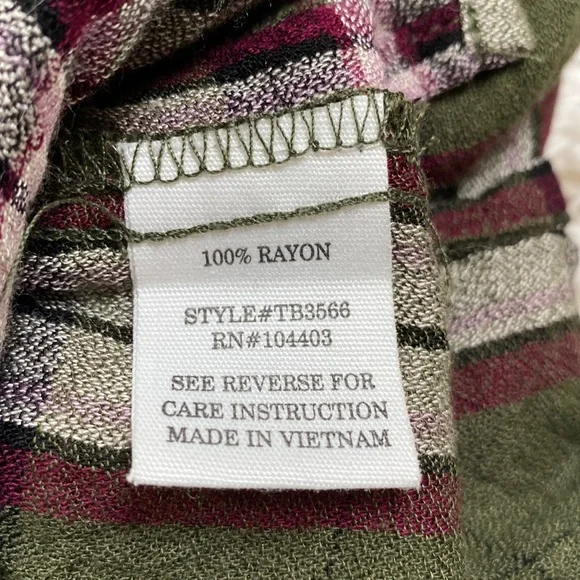 100% RAYON
STYLE#TB3566
RN#104403
SEE REVERSE FOR
CARE INSTRUCTION
MADE IN VIETNAM